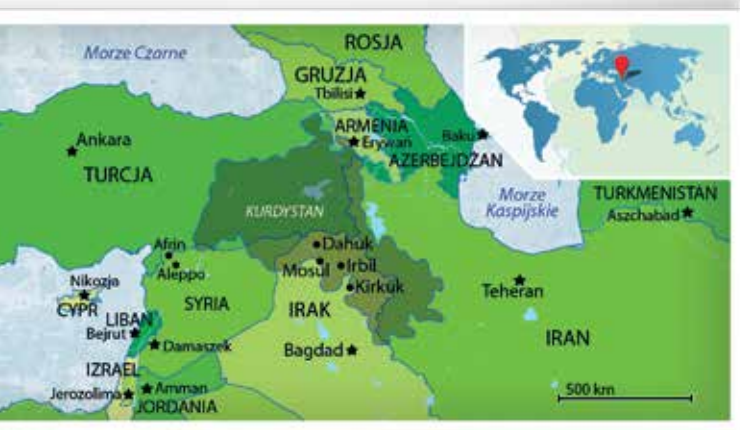 Morze Czarne
ROSJA
GRUZJA
Tbilisi
ARMENIA
Erywan
Baku
AZERBEJDŻAN
Ankara
TURCJA
KURDYSTAN
Morze
Kaspijskie
TURKMENISTAN
Aszchabad
Afrin
Aleppo
Dahuk
Mosul
Irbil
Kirkuk
Nikozja
CYPR
SYRIA
IRAK
Teheran
LIBAN
Bejrut
Damaszek
Bagdad
IRAN
IZRAEL
Jerozolima
Amman
JORDANIA
500 km